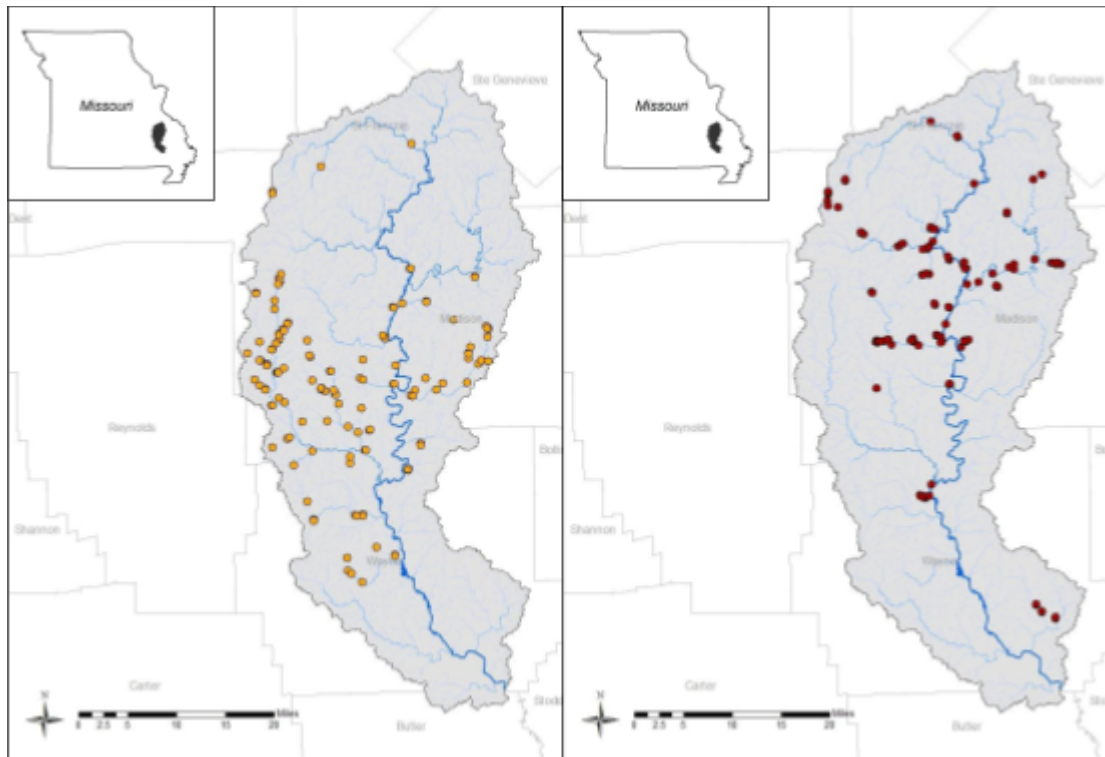 Missouri
Ste Genevieve
Madison
Reynolds
Shannon
Wayne
Carter
Butler
N
Miles
0 2.5 5 10 15 20
Missouri
Ste Genevieve
Madison
Reynolds
Shannon
Wayne
Carter
Butler
N
Miles
0 2.5 5 10 15 20